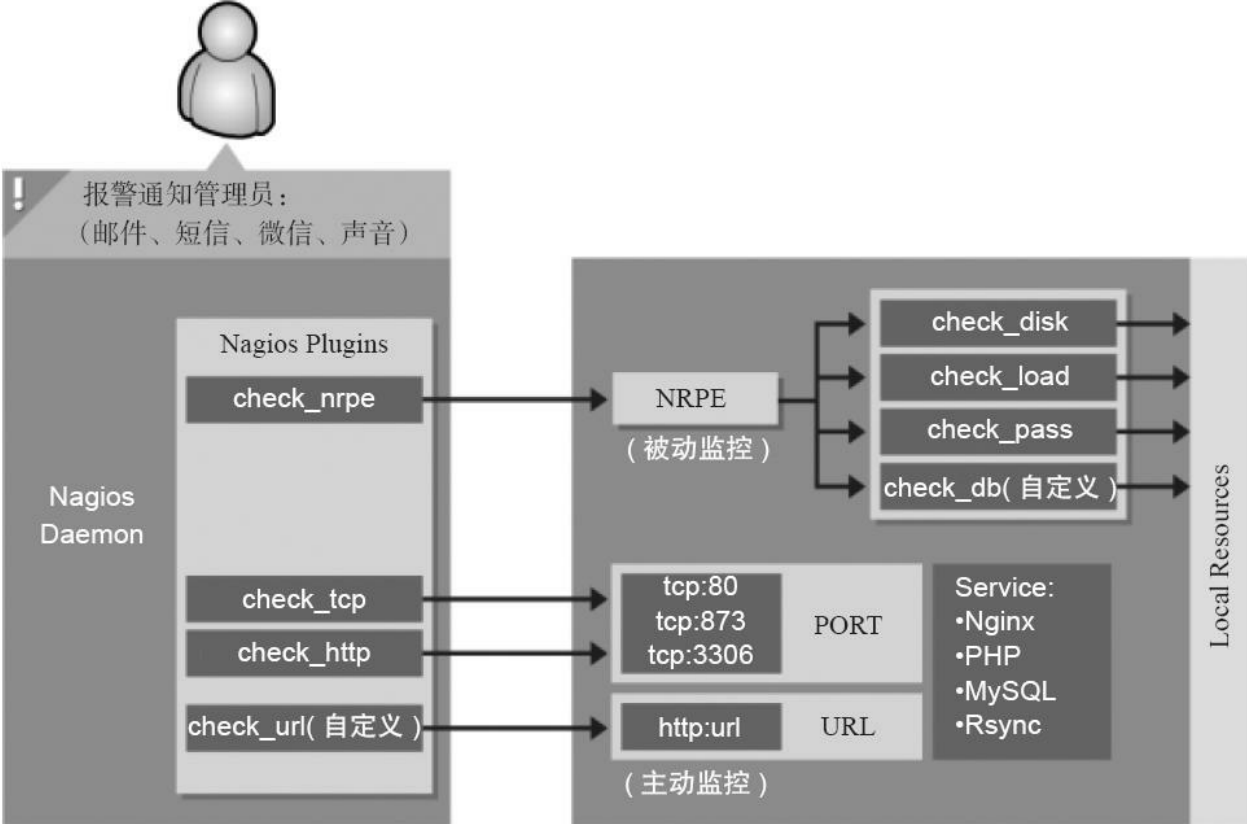 !
报警通知管理员：
（邮件、短信、微信、声音）
Nagios
Daemon
Nagios Plugins
check_nrpe
check_tcp
check_http
check_url( 自定义 )
NRPE
( 被动监控 )
check_disk
check_load
check_pass
check_db( 自定义 )
tcp:80
tcp:873
tcp:3306
PORT
http:url
URL
( 主动监控 )
Service:
•Nginx
•PHP
•MySQL
•Rsync
Local Resources